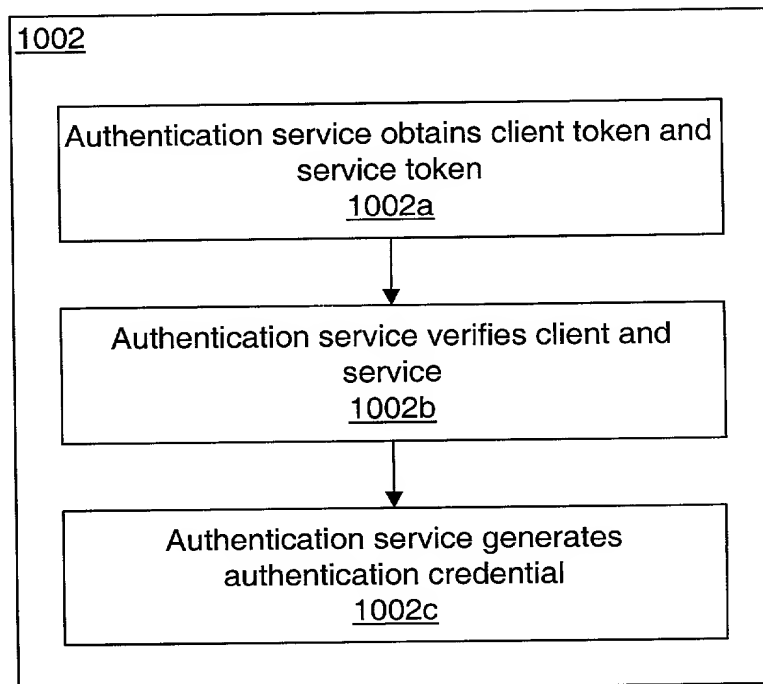 1002
Authentication service obtains client token and
service token
1002a
Authentication service verifies client and
service
1002b
Authentication service generates
authentication credential
1002c